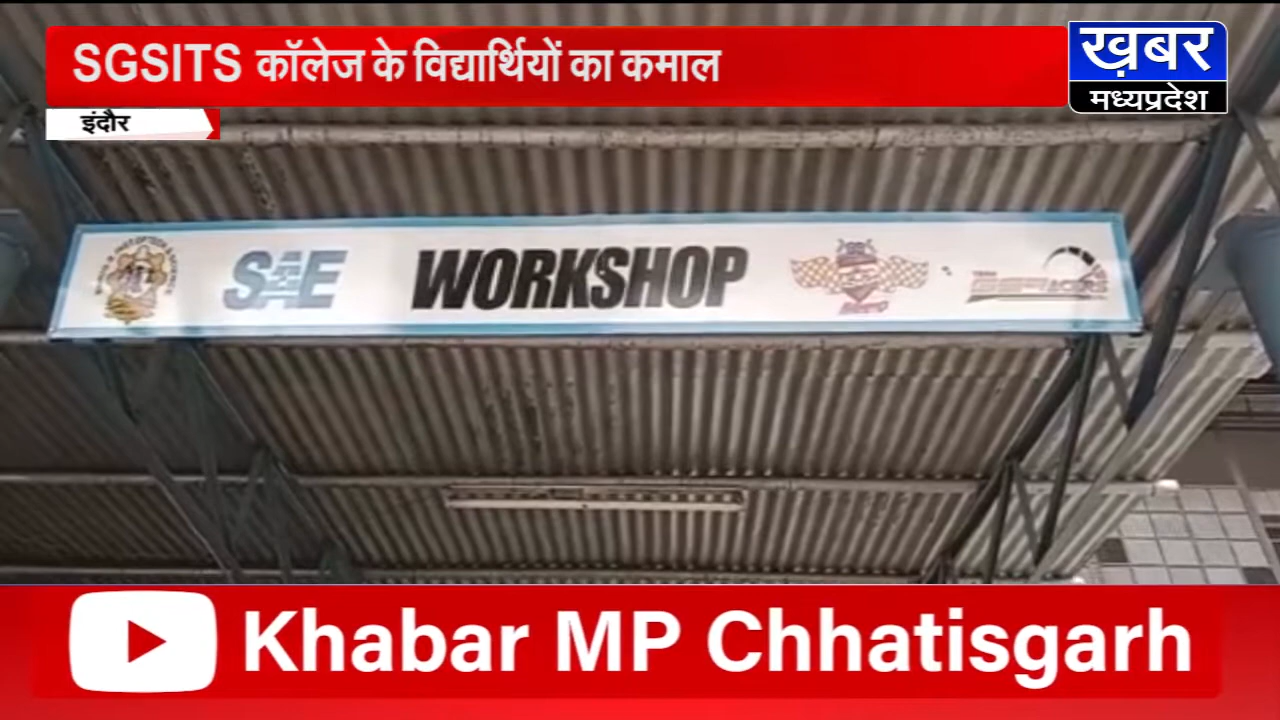 SGSITS कॉलेज के विद्यार्थियों का कमाल
ख़बर
मध्यप्रदेश
इंदौर
SAE WORKSHOP
Khabar MP Chhatisgarh